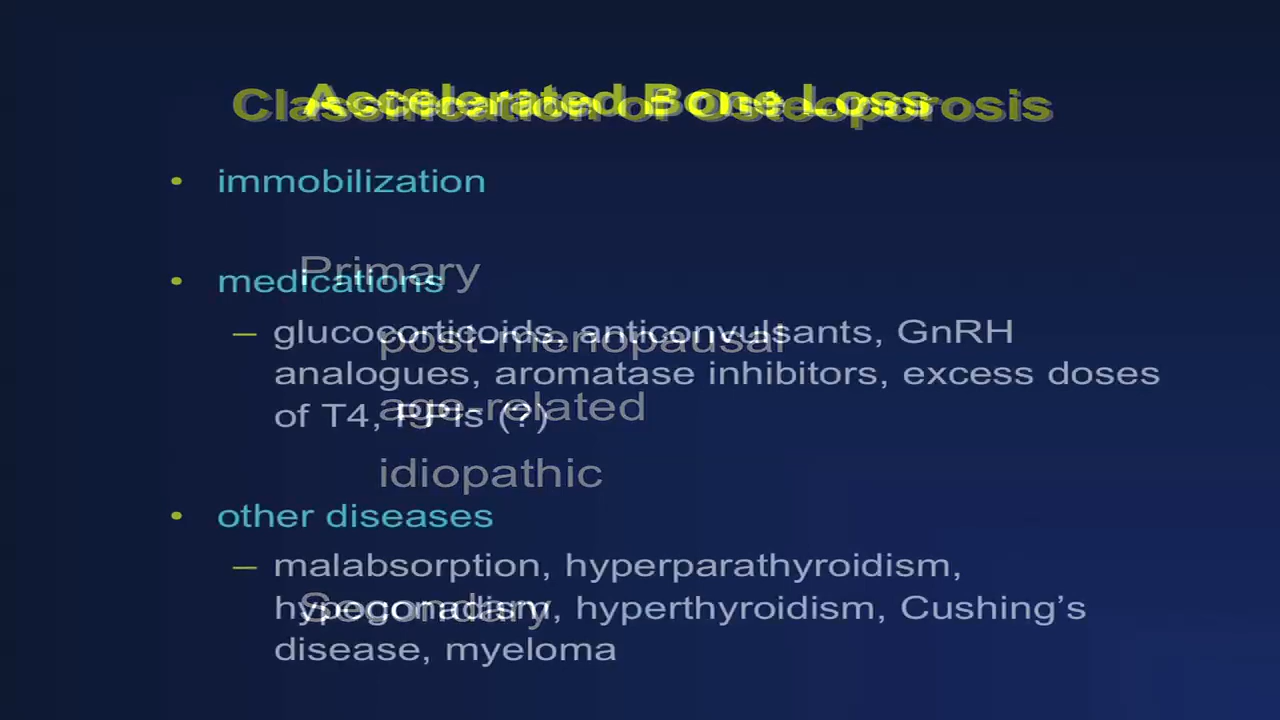 Accelerated Bone Loss
Classification of Osteoporosis
• immobilization
Primary
• medications
– glucocorticoids, anticonvulsants, GnRH
post-menopausal
analogues, aromatase inhibitors, excess doses
age-related
of T4, PPIs (?)
idiopathic
• other diseases
– malabsorption, hyperparathyroidism,
Secondary
hypogonadism, hyperthyroidism, Cushing’s
disease, myeloma